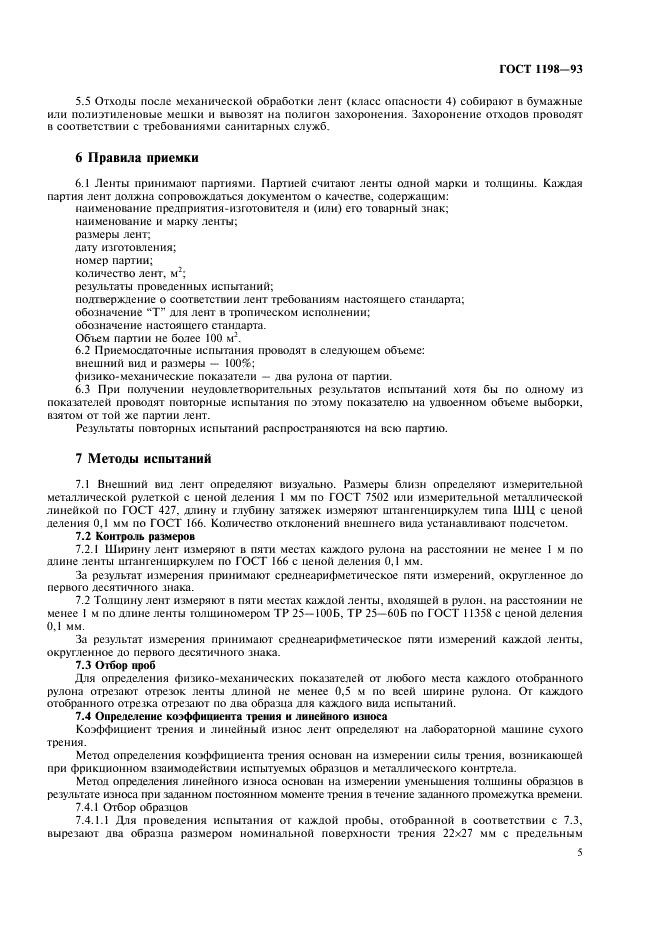 ГОСТ 1198—93
5.5 Отходы после механической обработки лент (класс опасности 4) собирают в бумажные
или полиэтиленовые мешки и вывозят на полигон захоронения. Захоронение отходов проводят
в соответствии с требованиями санитарных служб.
6 Правила приемки
6.1 Ленты принимают партиями. Партией считают ленты одной марки и толщины. Каждая
партия лент должна сопровождаться документом о качестве, содержащим:
наименование предприятия-изготовителя и (или) его товарный знак;
наименование и марку ленты;
размеры лент;
дату изготовления;
номер партии;
количество лент, м²;
результаты проведенных испытаний;
подтверждение о соответствии лент требованиям настоящего стандарта;
обозначение “Т” для лент в тропическом исполнении;
обозначение настоящего стандарта.
Объем партии не более 100 м².
6.2 Приемосдаточные испытания проводят в следующем объеме:
внешний вид и размеры — 100%;
физико-механические показатели — два рулона от партии.
6.3 При получении неудовлетворительных результатов испытаний хотя бы по одному из
показателей проводят повторные испытания по этому показателю на удвоенном объеме выборки,
взятом от той же партии лент.
Результаты повторных испытаний распространяются на всю партию.
7 Методы испытаний
7.1 Внешний вид лент определяют визуально. Размеры близн определяют измерительной
металлической рулеткой с ценой деления 1 мм по ГОСТ 7502 или измерительной металлической
линейкой по ГОСТ 427, длину и глубину затяжек измеряют штангенциркулем типа ШЦ с ценой
деления 0,1 мм по ГОСТ 166. Количество отклонений внешнего вида устанавливают подсчетом.
7.2 Контроль размеров
7.2.1 Ширину лент измеряют в пяти местах каждого рулона на расстоянии не менее 1 м по
длине ленты штангенциркулем по ГОСТ 166 с ценой деления 0,1 мм.
За результат измерения принимают среднеарифметическое пяти измерений, округленное до
первого десятичного знака.
7.2 Толщину лент измеряют в пяти местах каждой ленты, входящей в рулон, на расстоянии не
менее 1 м по длине ленты толщиномером ТР 25—100Б, ТР 25—60Б по ГОСТ 11358 с ценой деления
0,1 мм.
За результат измерения принимают среднеарифметическое пяти измерений каждой ленты,
округленное до первого десятичного знака.
7.3 Отбор проб
Для определения физико-механических показателей от любого места каждого отобранного
рулона отрезают отрезок ленты длиной не менее 0,5 м по всей ширине рулона. От каждого
отобранного отрезка отрезают по два образца для каждого вида испытаний.
7.4 Определение коэффициента трения и линейного износа
Коэффициент трения и линейный износ лент определяют на лабораторной машине сухого
трения.
Метод определения коэффициента трения основан на измерении силы трения, возникающей
при фрикционном взаимодействии испытуемых образцов и металлического контртела.
Метод определения линейного износа основан на измерении уменьшения толщины образцов в
результате износа при заданном постоянном моменте трения в течение заданного промежутка времени.
7.4.1 Отбор образцов
7.4.1.1 Для проведения испытания от каждой пробы, отобранной в соответствии с 7.3,
вырезают два образца размером номинальной поверхности трения 22×27 мм с предельным
5